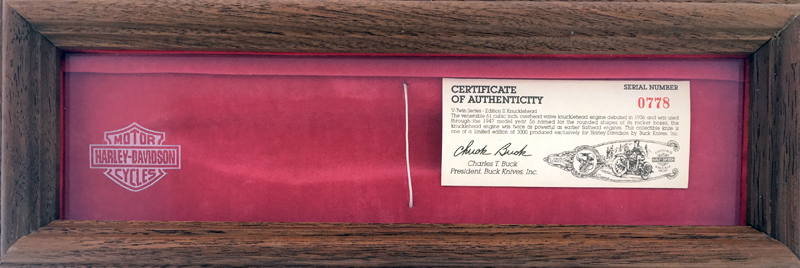 MOTOR
HARLEY-DAVIDSON
CYCLES
CERTIFICATE
OF AUTHENTICITY
SERIAL NUMBER
0778
V-Twin Series - Edition II Knucklehead
The venerable 61 cubic inch, overhead valve knucklehead engine debuted in 1936 and was used
through the 1947 model year. So named for the rounded shapes of its rocker boxes, the
knucklehead engine was twice as powerful as earlier flathead engines. This collectible knife is
one of a limited edition of 3000 produced exclusively for Harley-Davidson by Buck Knives, Inc.
Chuck Buck
Charles T. Buck
President, Buck Knives, Inc.